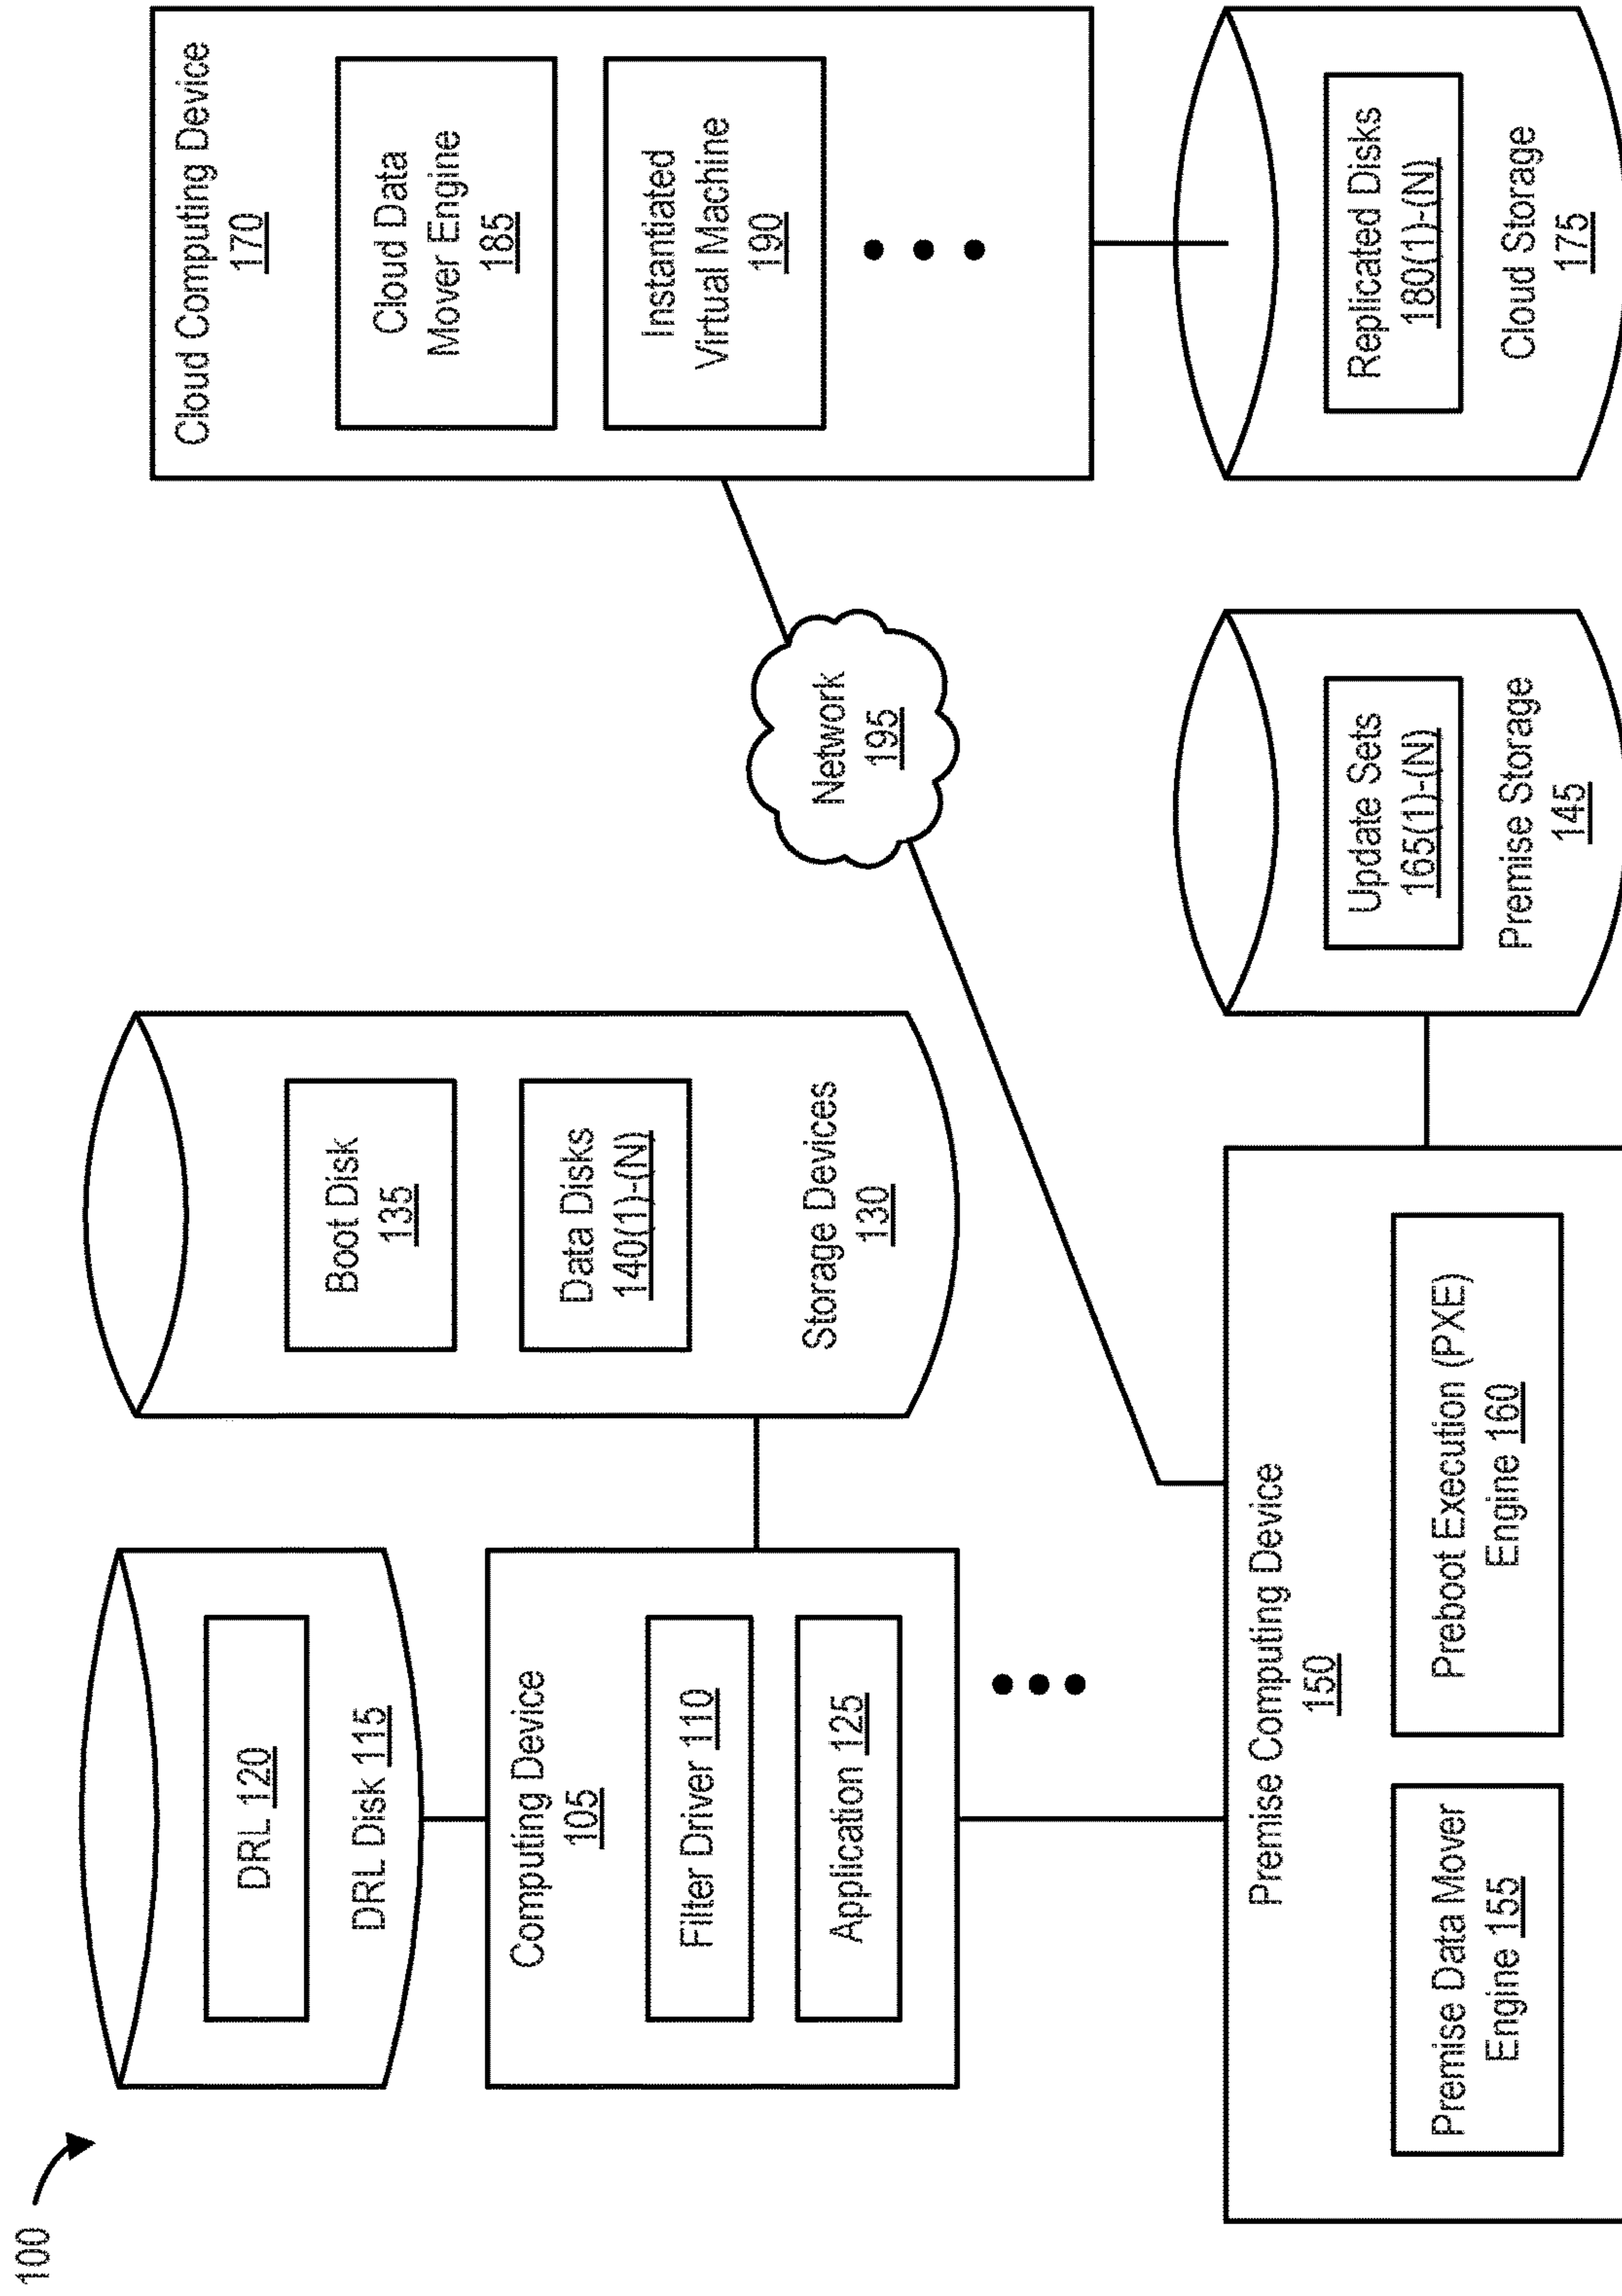 100
DRL 120
DRL Disk 115
Computing Device
105
Filter Driver 110
Application 125
Boot Disk
135
Data Disks
140(1)-(N)
Storage Devices
130
Cloud Computing Device
170
Cloud Data
Mover Engine
185
Instantiated
Virtual Machine
190
Network
195
Premise Computing Device
150
Premise Data Mover
Engine 155
Preboot Execution (PXE)
Engine 160
Update Sets
165(1)-(N)
Premise Storage
145
Replicated Disks
180(1)-(N)
Cloud Storage
175